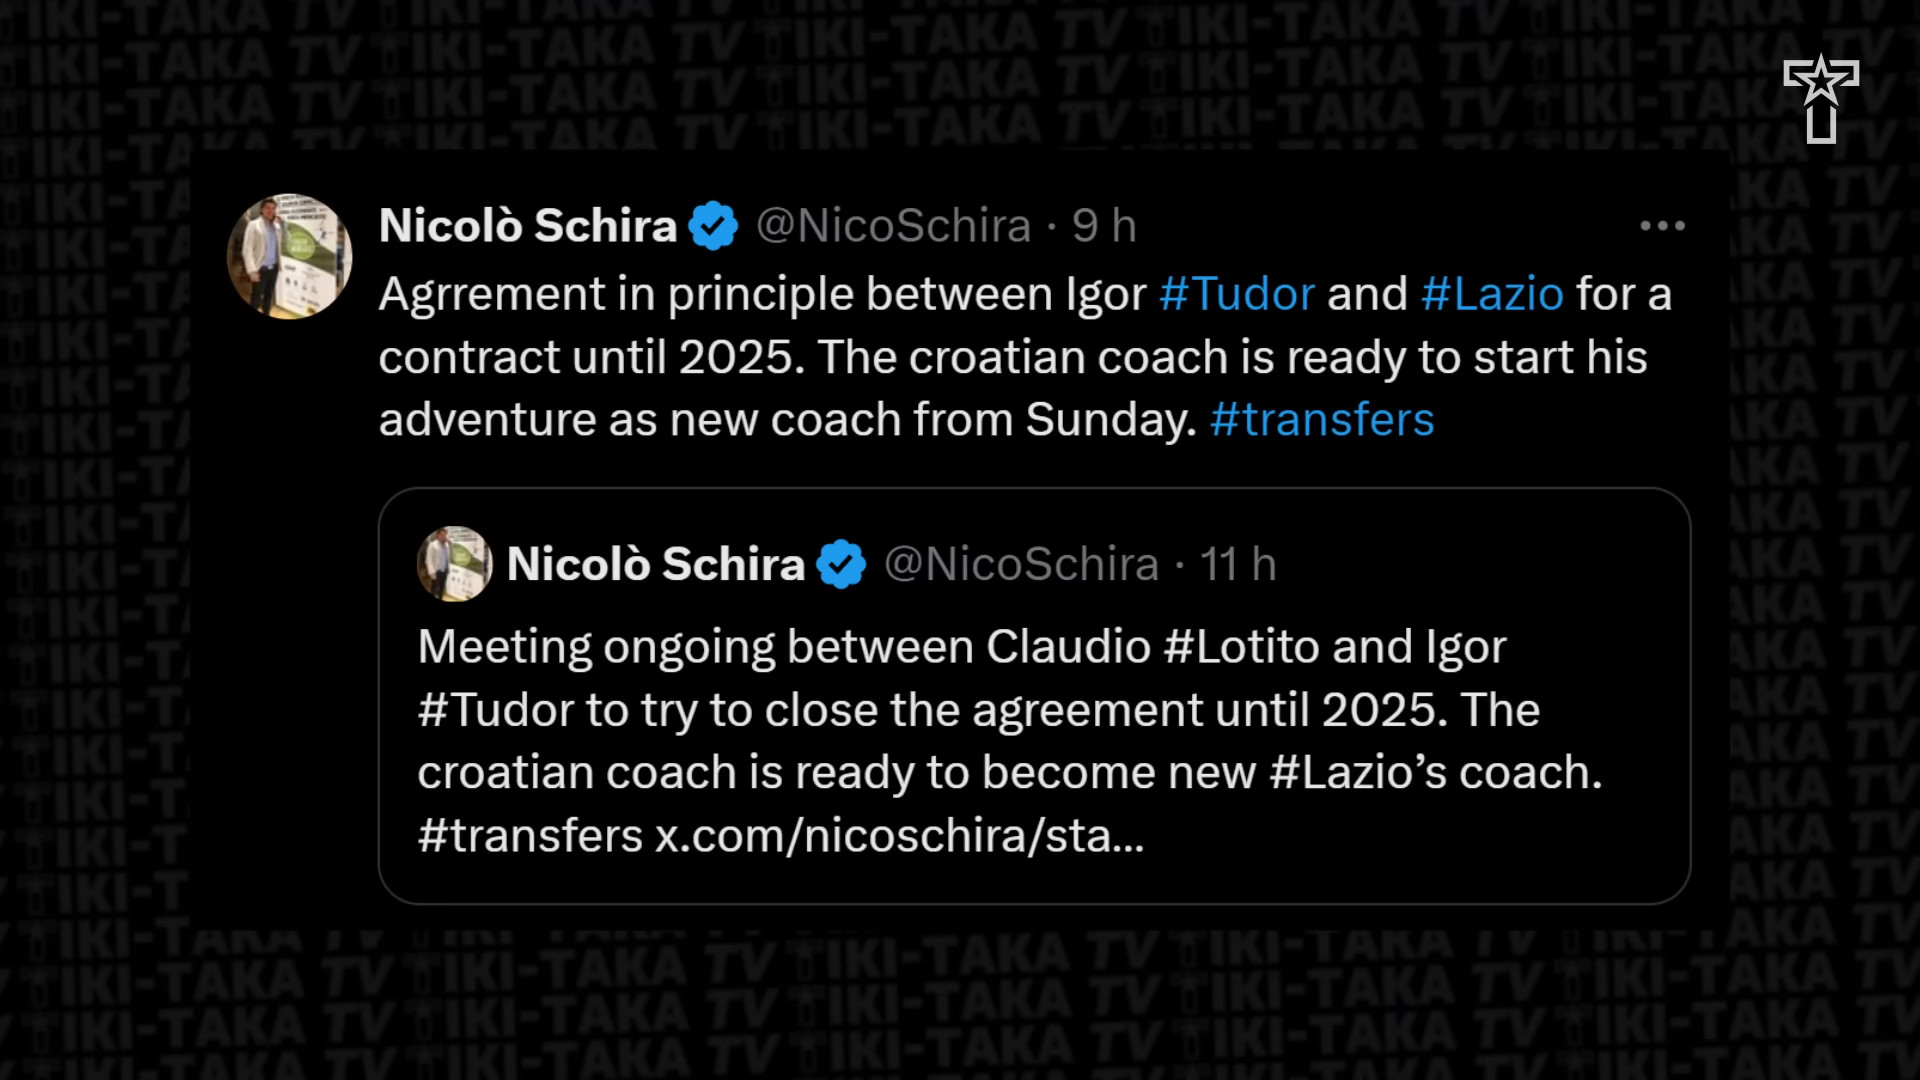 Nicolò Schira @NicoSchira · 9 h
Agrrement in principle between Igor #Tudor and #Lazio for a
contract until 2025. The croatian coach is ready to start his
adventure as new coach from Sunday. #transfers
Nicolò Schira @NicoSchira · 11 h
Meeting ongoing between Claudio #Lotito and Igor
#Tudor to try to close the agreement until 2025. The
croatian coach is ready to become new #Lazio’s coach.
#transfers x.com/nicoschira/sta...